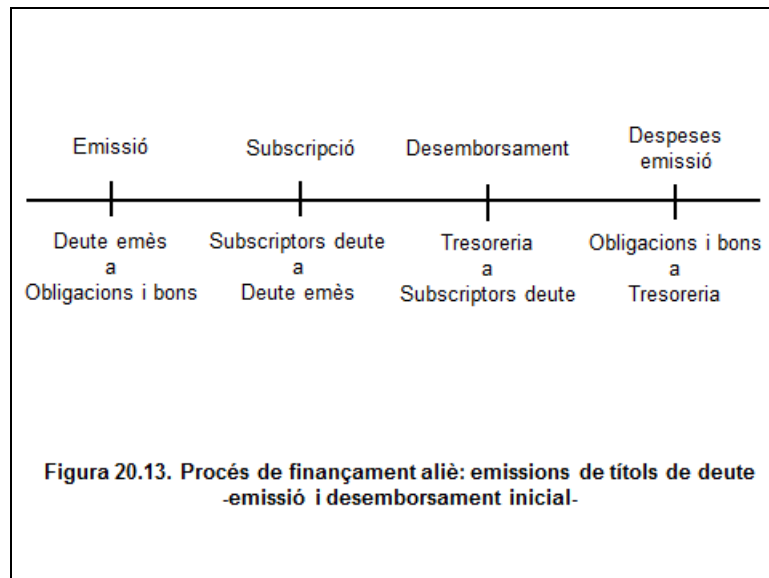 Emissió
Subscripció
Desemborsament
Despeses
emissió
Deute emès
a
Obligacions i bons
Subscriptors deute
a
Deute emès
Tresoreria
a
Subscriptors deute
Obligacions i bons
a
Tresoreria
Figura 20.13. Procés de finançament aliè: emissions de títols de deute
-emissió i desemborsament inicial-